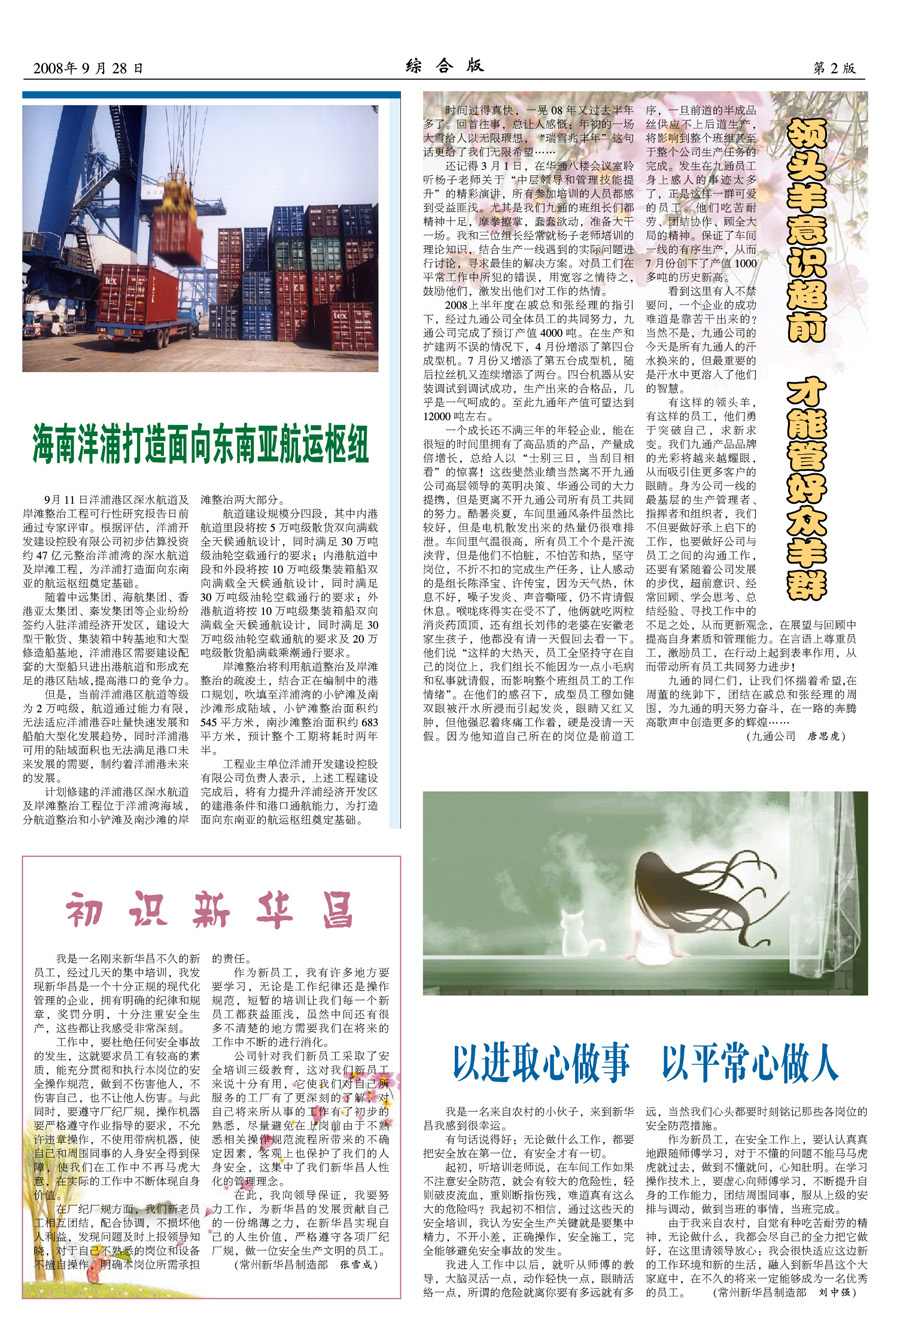 2008年9月28日
综合版
第2版
海南洋浦打造面向东南亚航运枢纽
9月11日洋浦港区深水航道及
岸滩整治工程可行性研究报告日前
通过专家评审。根据评估，洋浦开
发建设控股有限公司初步估算投资
约47亿元整治洋浦湾的深水航道
及岸滩工程，为洋浦打造面向东南
亚的航运枢纽奠定基础。
随着中远集团、海航集团、香
港亚太集团、秦发集团等企业纷纷
签约入驻洋浦经济开发区，建设大
型干散货、集装箱中转基地和大型
修造船基地，洋浦港区需要建设配
套的大型船只进出港航道和形成充
足的港区陆域,提高港口的竞争力。
但是，当前洋浦港区航道等级
为2万吨级，航道通过能力有限，
无法适应洋浦港吞吐量快速发展和
船舶大型化发展趋势，同时洋浦港
可用的陆域面积也无法满足港口未
来发展的需要，制约着洋浦港未来
的发展。
计划修建的洋浦港区深水航道
及岸滩整治工程位于洋浦湾海域，
分航道整治和小铲滩及南沙滩的岸
滩整治两大部分。
航道建设规模分四段，其中内港
航道里段将按5万吨级散货双向满载
全天候通航设计，同时满足30万吨
级油轮空载通行的要求；内港航道中
段和外段将按10万吨级集装箱船双
向满载全天候通航设计，同时满足
30万吨级油轮空载通行的要求；外
港航道将按10万吨级集装箱船双向
满载全天候通航设计，同时满足30
万吨级油轮空载通航的要求及20万
吨级散货船满载乘潮通行要求。
岸滩整治将利用航道整治及岸滩
整治的疏浚土，结合正在编制中的港
口规划，吹填至洋浦湾的小铲滩及南
沙滩形成陆域，小铲滩整治面积约
545平方米，南沙滩整治面积约683
平方米，预计整个工期将耗时两年
半。
工程业主单位洋浦开发建设控股
有限公司负责人表示，上述工程建设
完成后，将有力提升洋浦经济开发区
的建港条件和港口通航能力，为打造
面向东南亚的航运枢纽奠定基础。
领头羊意识超前 才能管好众羊群
时间过得真快，一晃08年又过去半年
多了。回首往事，总让人感慨：年初的一场
大雪给人以无限瑕想，“瑞雪兆丰年”这句
话更给了我们无限希望……
还记得3月1日，在华通八楼会议室聆
听杨子老师关于“中层领导和管理技能提
升”的精彩演讲，所有参加培训的人员都感
到受益匪浅。尤其是我们九通的班组长们都
精神十足，摩拳擦掌，蠢蠢欲动，准备大干
一场。我和三位组长经常就杨子老师培训的
理论知识，结合生产一线遇到的实际问题进
行讨论，寻求最佳的解决方案。对员工们在
平常工作中所犯的错误，用宽容之情待之，
鼓励他们，激发出他们对工作的热情。
2008上半年度在戚总和张经理的指引
下，经过九通公司全体员工的共同努力，九
通公司完成了预订产值4000吨。在生产和
扩建两不误的情况下，4月份增添了第四台
成型机。7月份又增添了第五台成型机，随
后拉丝机又连续增添了两台。四台机器从安
装调试到调试成功，生产出来的合格品，几
乎是一气呵成的。至此九通年产值可望达到
12000吨左右。
一个成长还不满三年的年轻企业，能在
很短的时间里拥有了高品质的产品，产量成
倍增长，总给人以“士别三日，当刮目相
看”的惊喜！这些斐然业绩当然离不开九通
公司高层领导的英明决策、华通公司的大力
提携，但是更离不开九通公司所有员工共同
的努力。酷暑炎夏，车间里通风条件虽然比
较好，但是电机散发出来的热量仍很难排
泄。车间里气温很高，所有员工个个是汗流
浃背，但是他们不怕脏，不怕苦和热，坚守
岗位，不折不扣的完成生产任务，让人感动
的是组长陈泽宝、许传宝，因为天气热，休
息不好，嗓子发炎、声音嘶哑，仍不肯请假
休息。喉咙疼得实在受不了，他俩就吃两粒
消炎药顶顶，还有组长刘伟的老婆在安徽老
家生孩子，他都没有请一天假回去看一下。
他们说“这样的大热天，员工全坚持守在自
己的岗位上，我们组长不能因为一点小毛病
和私事就请假，而影响整个班组员工的工作
情绪”。在他们的感召下，成型员工穆如健
双眼被汗水所浸而引起发炎，眼睛又红又
肿，但他强忍着疼痛工作着，硬是没请一天
假。因为他知道自己所在的岗位是前道工
序，一旦前道的半成品
丝供应不上后道生产，
将影响到整个班组甚至
于整个公司生产任务的
完成。发生在九通员工
身上感人的事迹太多
了，正是这样一群可爱
的员工，他们吃苦耐
劳、团结协作、顾全大
局的精神。保证了车间
一线的有序生产，从而
7月份创下了产值1000
多吨的历史新高。
看到这里有人不禁
要问，一个企业的成功
难道是靠苦干出来的？
当然不是，九通公司的
今天是所有九通人的汗
水换来的，但最重要的
是汗水中更溶入了他们
的智慧。
有这样的领头羊，
有这样的员工，他们勇
于突破自己，求新求
变。我们九通产品品牌
的光彩将越来越耀眼，
从而吸引住更多客户的
眼睛。身为公司一线的
最基层的生产管理者、
指挥者和组织者，我们
不但要做好承上启下的
工作，也要做好公司与
员工之间的沟通工作，
还要有紧随着公司发展
的步伐，超前意识、经
常回顾、学会思考、总
结经验、寻找工作中的
不足之处，从而更新观念，在展望与回顾中
提高自身素质和管理能力。在言语上尊重员
工，激励员工，在行动上起到表率作用，从
而带动所有员工共同努力进步！
九通的同仁们，让我们怀揣着希望,在
周董的统帅下，团结在戚总和张经理的周
围，为九通的明天努力奋斗，在一路的奔腾
高歌声中创造更多的辉煌……
(九通公司 唐思虎)
初识新华昌
我是一名刚来新华昌不久的新
员工，经过几天的集中培训，我发
现新华昌是一个十分正规的现代化
管理的企业，拥有明确的纪律和规
章，奖罚分明，十分注重安全生
产，这些都让我感受非常深刻。
工作中，要杜绝任何安全事故
的发生，这就要求员工有较高的素
质，能充分贯彻和执行本岗位的安
全操作规范，做到不伤害他人，不
伤害自己，也不让他人伤害。与此
同时，要遵守厂纪厂规，操作机器
要严格遵守作业指导的要求，不允
许违章操作，不使用带病机器，使
自己和周围同事的人身安全得到保
障，使我们在工作中不再马虎大
意，在实际的工作中不断体现自身
价值。
在厂纪厂规方面，我们新老员
工相互团结，配合协调，不损坏他
人利益，发现问题及时上报领导知
晓，对于自己不熟悉的岗位和设备
不擅自操作，明确本岗位所需承担
的责任。
作为新员工，我有许多地方要
要学习，无论是工作纪律还是操作
规范，短暂的培训让我们每一个新
员工都获益匪浅，虽然中间还有很
多不清楚的地方需要我们在将来的
工作中不断的进行消化。
公司针对我们新员工采取了安
全培训三级教育，这对我们新员工
来说十分有用，它使我们对自己所
服务的工厂有了更深刻的了解，对
自己将来所从事的工作有了初步的
熟悉，尽量避免在上岗前由于不熟
悉相关操作规范流程所带来的不确
定因素，客观上也保护了我们的人
身安全，这集中了我们新华昌人性
化的管理理念。
在此，我向领导保证，我要努
力工作，为新华昌的发展贡献自己
的一份绵薄之力，在新华昌实现自
己的人生价值，严格遵守各项厂纪
厂规，做一位安全生产文明的员工。
(常州新华昌制造部 张雪成)
以进取心做事 以平常心做人
我是一名来自农村的小伙子，来到新华
昌我感到很幸运。
有句话说得好；无论做什么工作，都要
把安全放在第一位，有安全才有一切。
起初，听培训老师说，在车间工作如果
不注意安全防范，就会有较大的危险性，轻
则破皮流血，重则断指伤残，难道真有这么
大的危险吗？我起初不相信，通过这些天的
安全培训，我认为安全生产关键就是要集中
精力，不开小差，正确操作，安全施工，完
全能够避免安全事故的发生。
我进入工作中以后，就听从师傅的教
导，大脑灵活一点，动作轻快一点，眼睛活
络一点，所谓的危险就离你要有多远就有多
远，当然我们心头都要时刻铭记那些各岗位的
安全防范措施。
作为新员工，在安全工作上，要认认真真
地跟随师傅学习，对于不懂的问题不能马马虎
虎就过去，做到不懂就问，心知肚明。在学习
操作技术上，要虚心向师傅学习，不断提升自
身的工作能力，团结周围同事，服从上级的安
排与调动，做到当班的事情，当班完成。
由于我来自农村，自觉有种吃苦耐劳的精
神，无论做什么，我都会尽自己的全力把它做
好，在这里请领导放心；我会很快适应这边新
的工作环境和新的生活，融入到新华昌这个大
家庭中，在不久的将来一定能够成为一名优秀
的员工。 (常州新华昌制造部 刘中强)